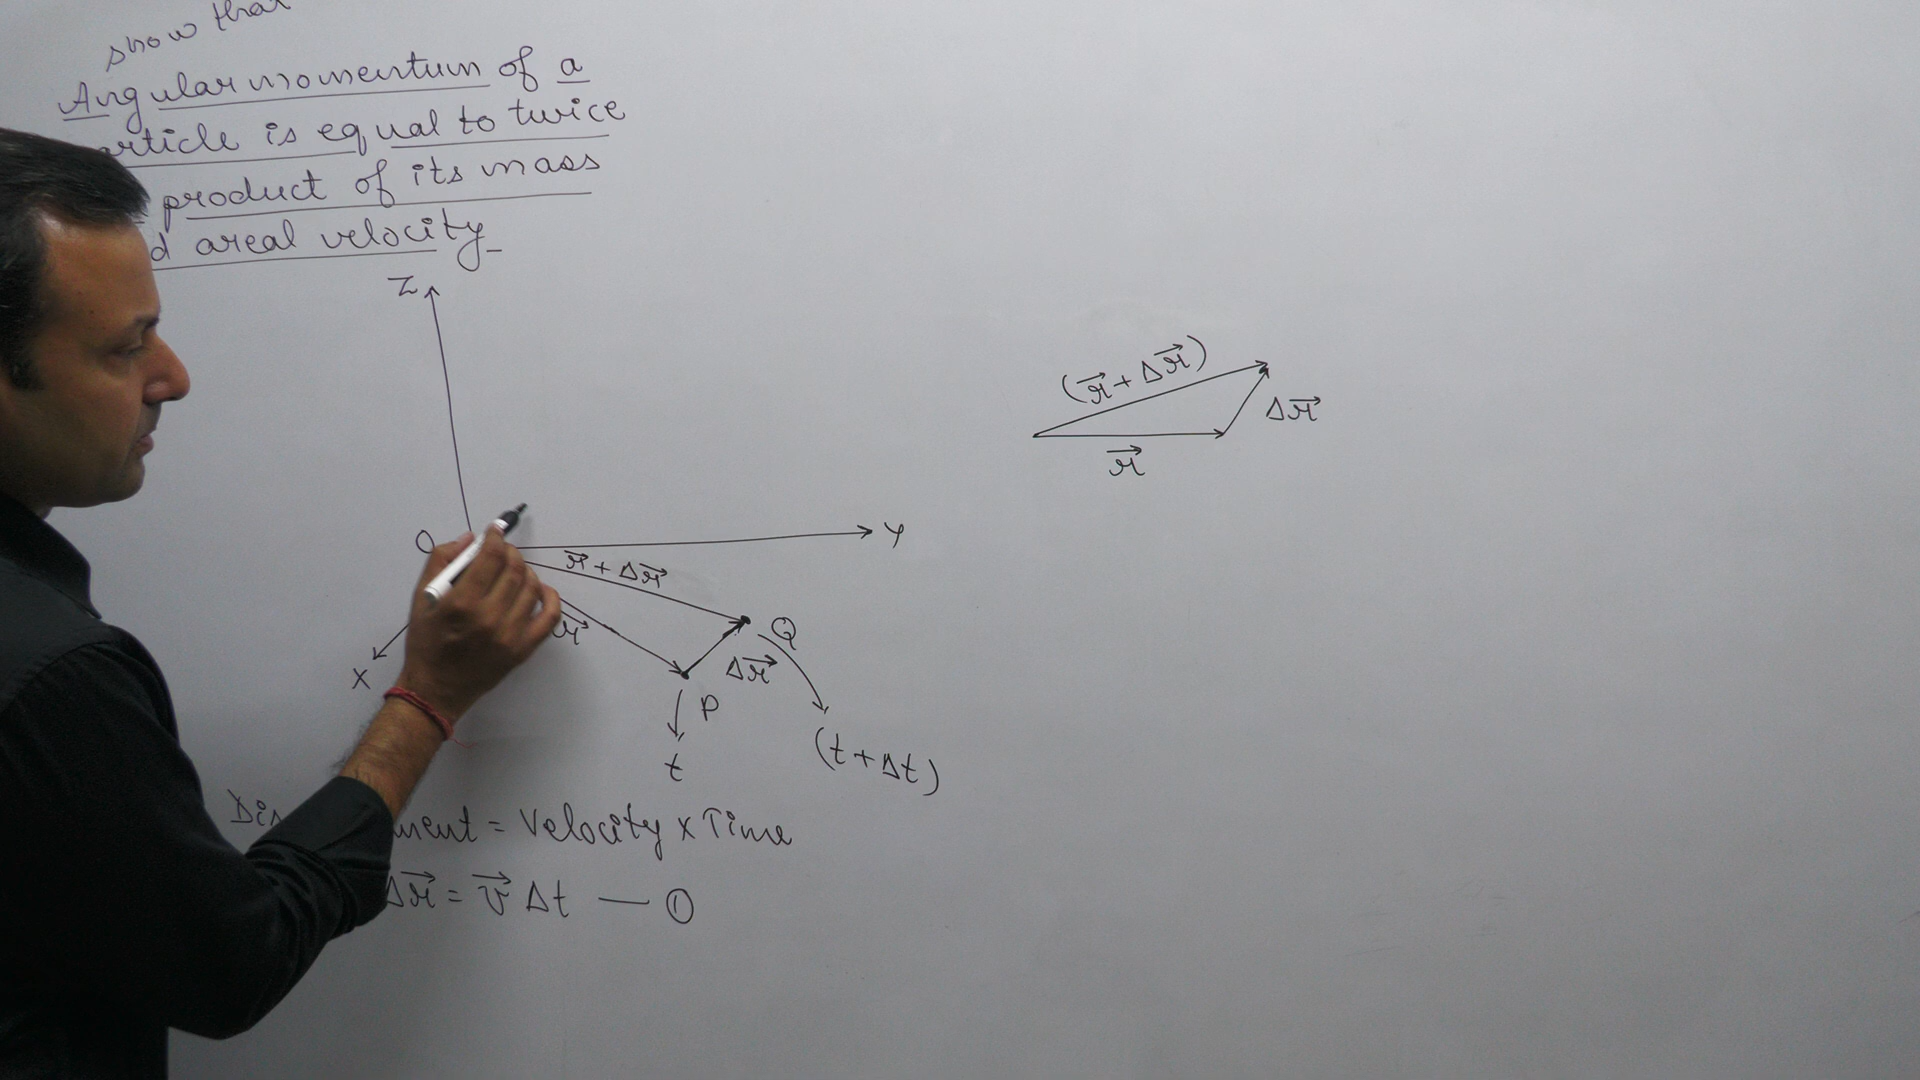 show that
Angular momentum of a
article is equal to twice
product of its mass
d areal velocity
Z
O
Y
X
r⃗ + Δr⃗
r⃗
Q
Δr⃗
P
t
(t + Δt)
(r⃗ + Δr⃗)
Δr⃗
r⃗
Dis ment = Velocity x Time
Δr⃗ = v⃗ Δt — ①